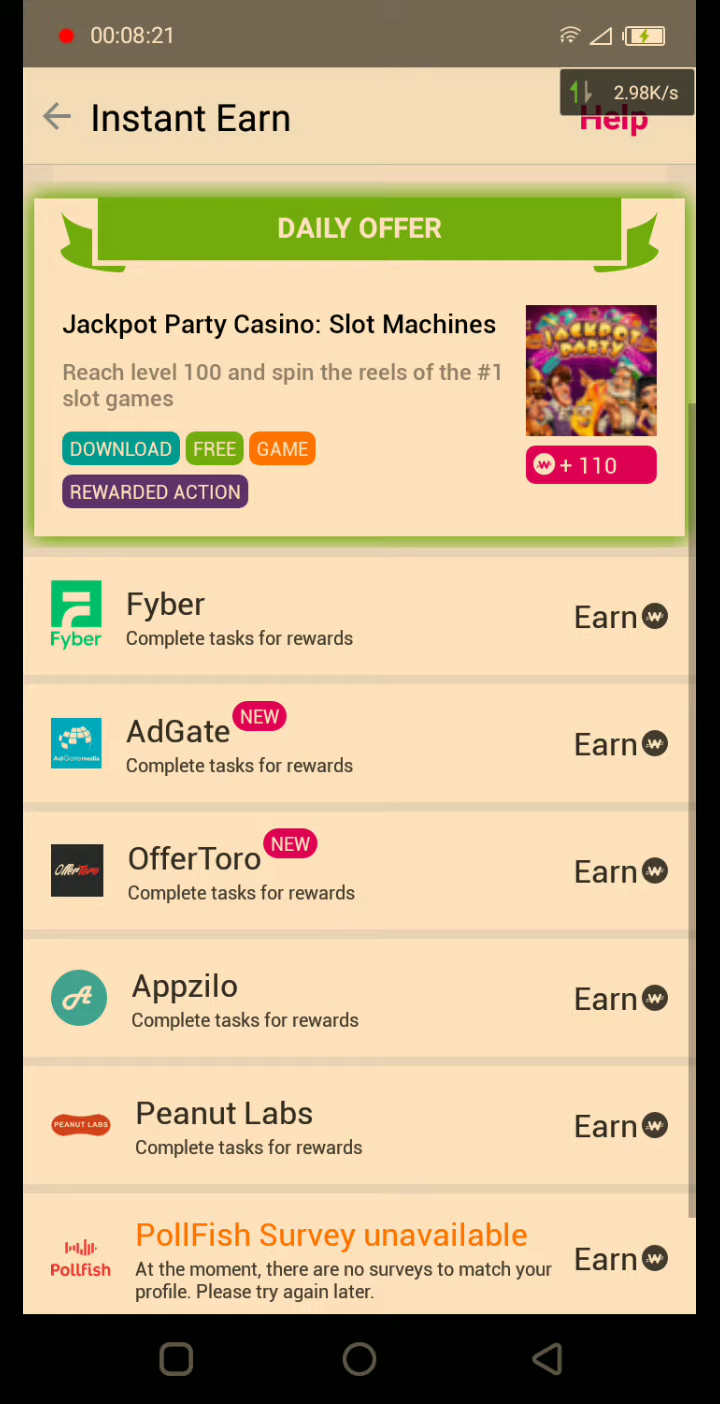 00:08:21
2.98K/s
Instant Earn
Help
DAILY OFFER
Jackpot Party Casino: Slot Machines
Reach level 100 and spin the reels of the #1
slot games
JACKPOT
PARTY
DOWNLOAD FREE GAME
+ 110
REWARDED ACTION
Fyber
Fyber
Complete tasks for rewards
Earn
NEW
AdGate
AdGatemedia
Complete tasks for rewards
Earn
NEW
OfferToro
OfferToro
Complete tasks for rewards
Earn
Appzilo
Complete tasks for rewards
Earn
Peanut Labs
PEANUT LABS
Complete tasks for rewards
Earn
PollFish Survey unavailable
Pollfish
At the moment, there are no surveys to match your
profile. Please try again later.
Earn